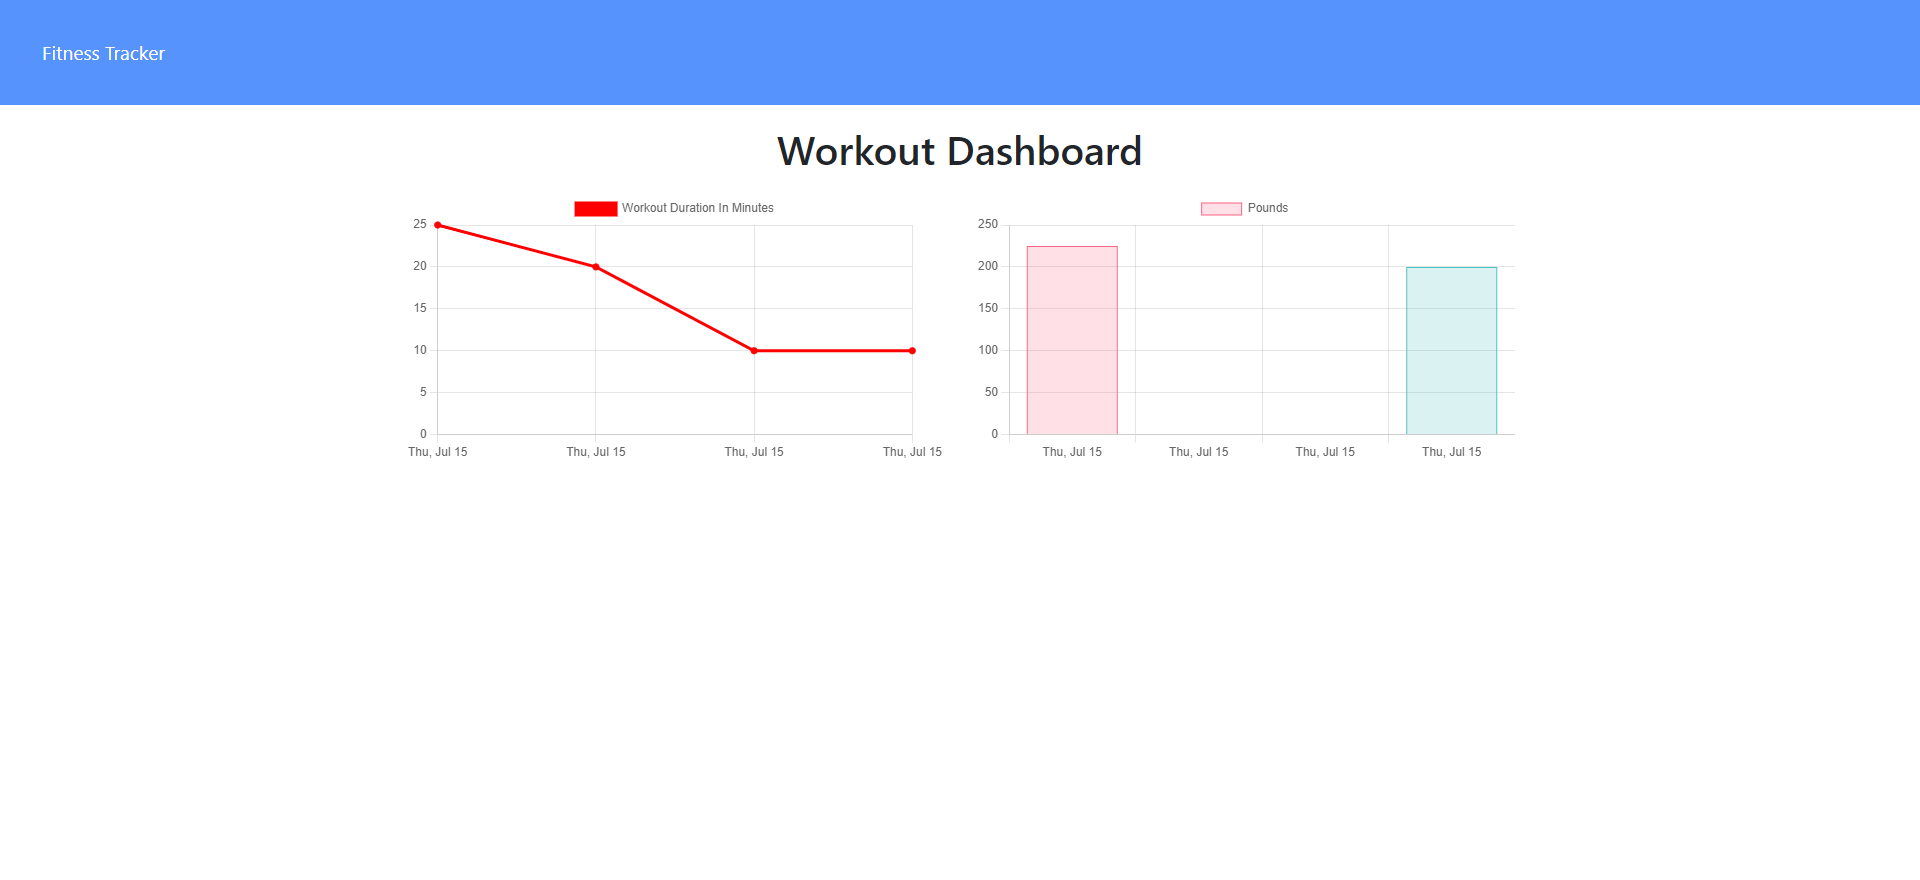 Fitness Tracker
Workout Dashboard
Workout Duration In Minutes
25
20
15
10
5
0
Thu, Jul 15 Thu, Jul 15 Thu, Jul 15 Thu, Jul 15
Pounds
250
200
150
100
50
0
Thu, Jul 15 Thu, Jul 15 Thu, Jul 15 Thu, Jul 15